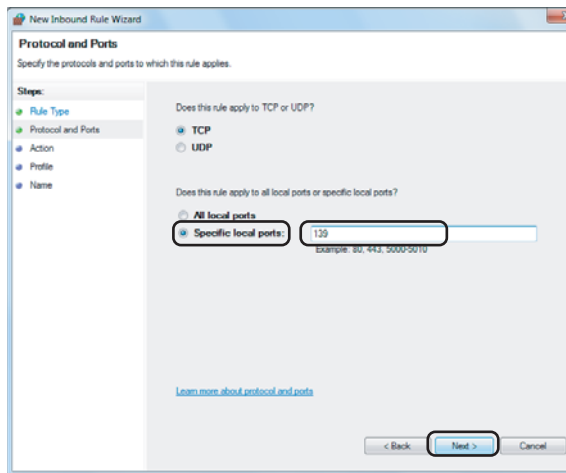 New Inbound Rule Wizard
Protocol and Ports
Specify the protocols and ports to which this rule applies.
Steps:
Rule Type
Protocol and Ports
Action
Profile
Name
Does this rule apply to TCP or UDP?
TCP
UDP
Does this rule apply to all local ports or specific local ports?
All local ports
Specific local ports:
139
Example: 80, 443, 5000-5010
Learn more about protocol and ports
< Back
Next >
Cancel